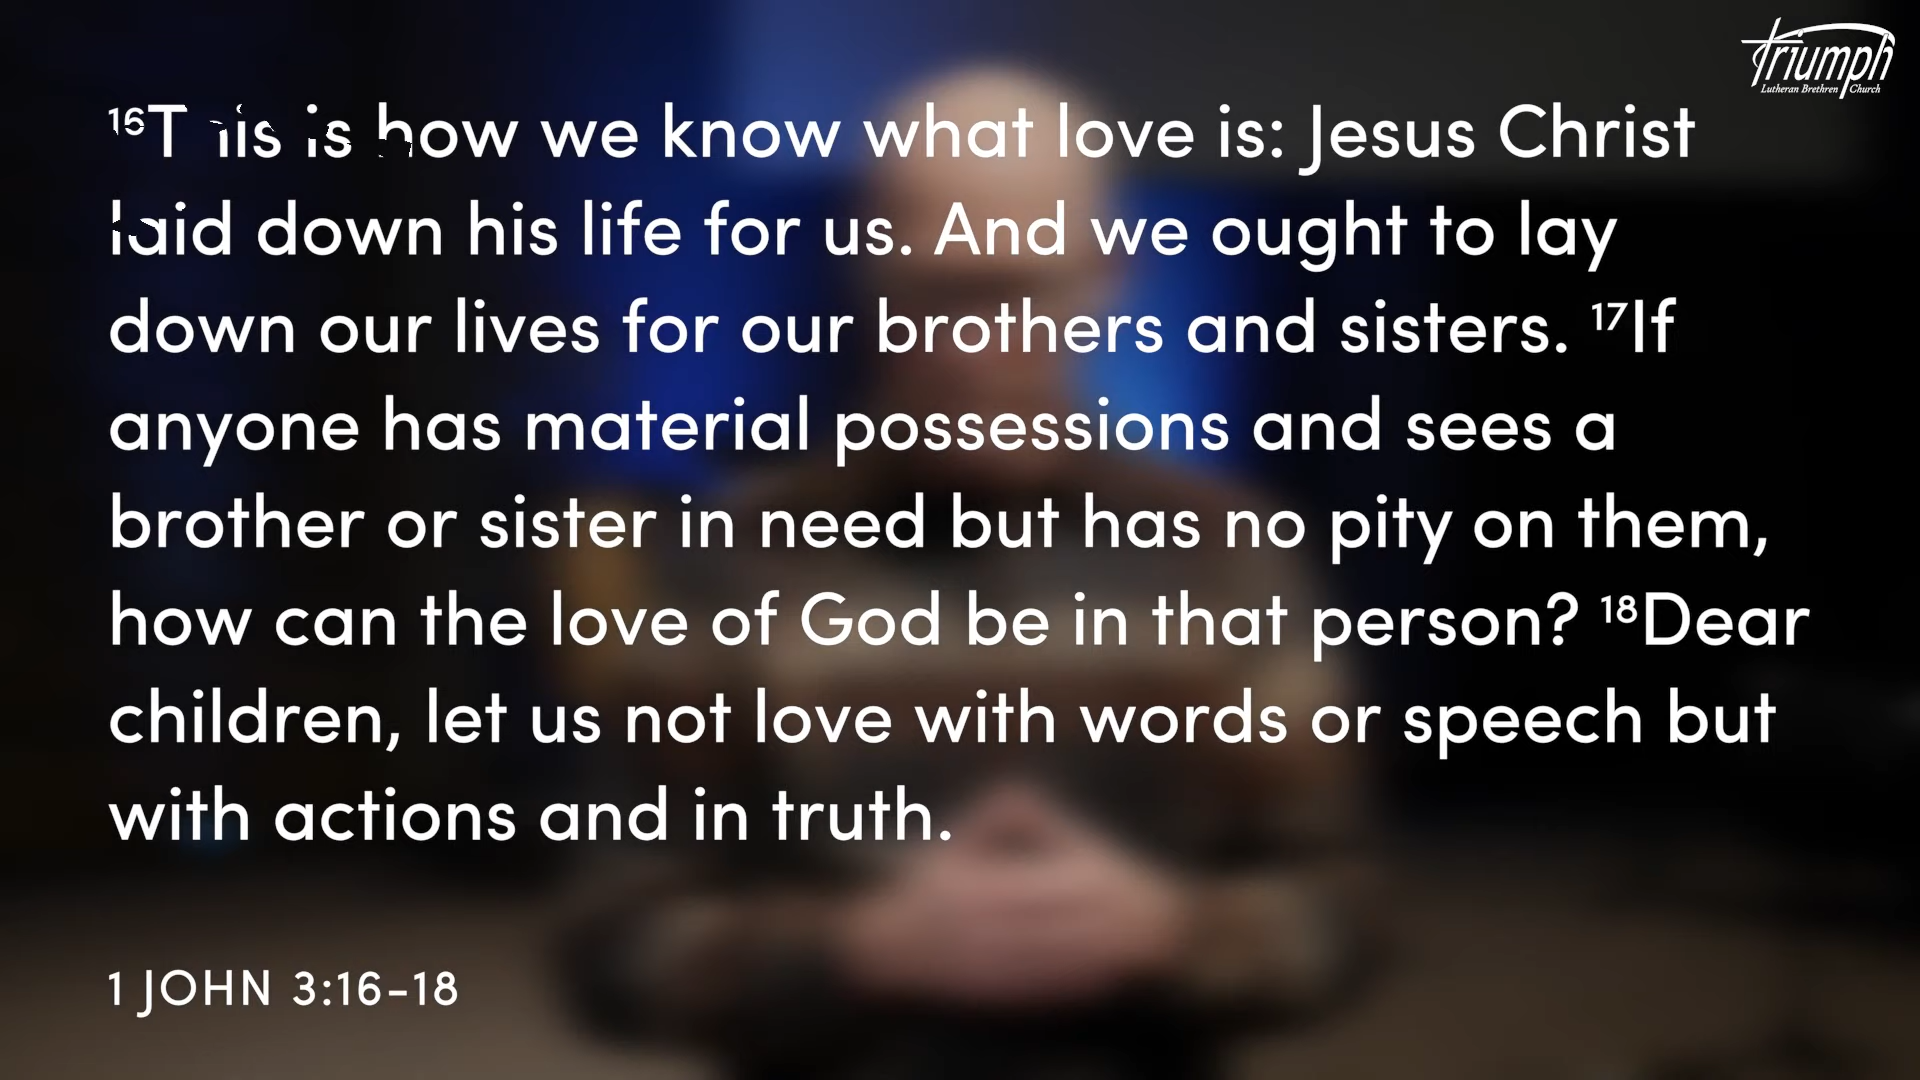 Triumph
Lutheran Brethren Church
¹⁶This is how we know what love is: Jesus Christ
laid down his life for us. And we ought to lay
down our lives for our brothers and sisters. ¹⁷If
anyone has material possessions and sees a
brother or sister in need but has no pity on them,
how can the love of God be in that person? ¹⁸Dear
children, let us not love with words or speech but
with actions and in truth.
1 JOHN 3:16-18